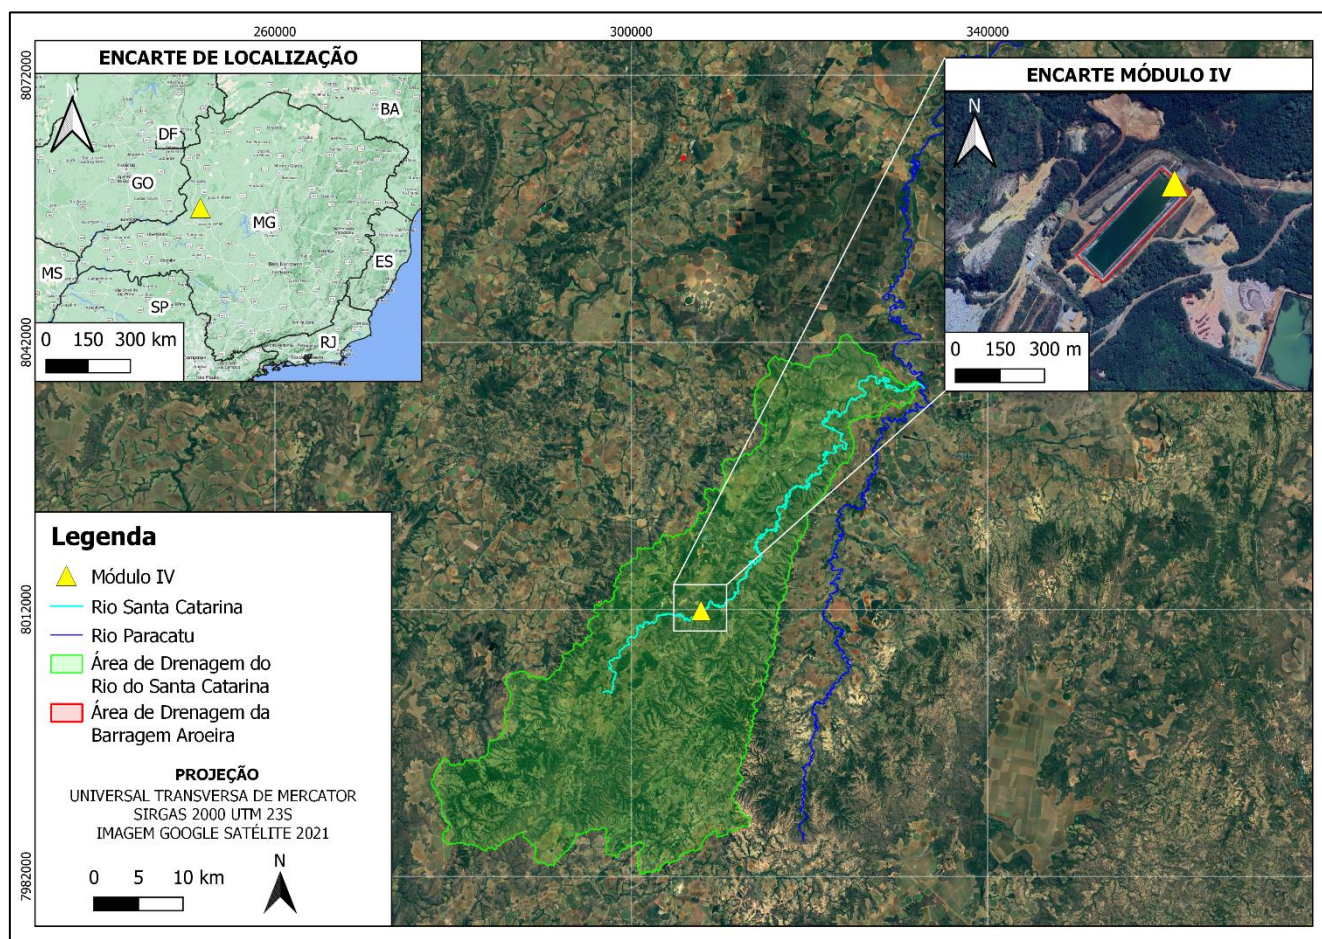 260000
300000
340000
8072000
8042000
8012000
7982000
ENCARTE DE LOCALIZAÇÃO
N
BA
DF
GO
MG
ES
MS
SP
RJ
0 150 300 km
ENCARTE MÓDULO IV
N
0 150 300 m
Legenda
Módulo IV
Rio Santa Catarina
Rio Paracatu
Área de Drenagem do
Rio do Santa Catarina
Área de Drenagem da
Barragem Aroeira
PROJEÇÃO
UNIVERSAL TRANSVERSA DE MERCATOR
SIRGAS 2000 UTM 23S
IMAGEM GOOGLE SATÉLITE 2021
N
0 5 10 km